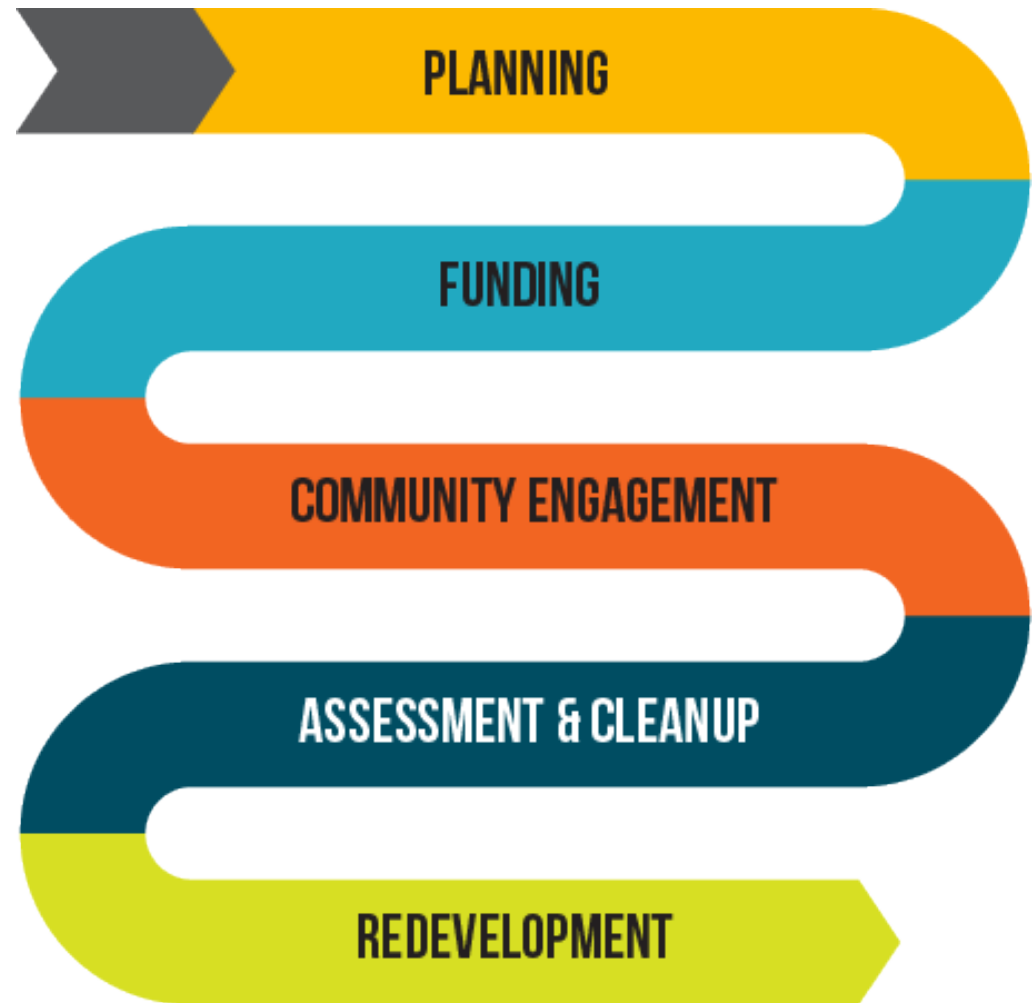 PLANNING
FUNDING
COMMUNITY ENGAGEMENT
ASSESSMENT & CLEANUP
REDEVELOPMENT